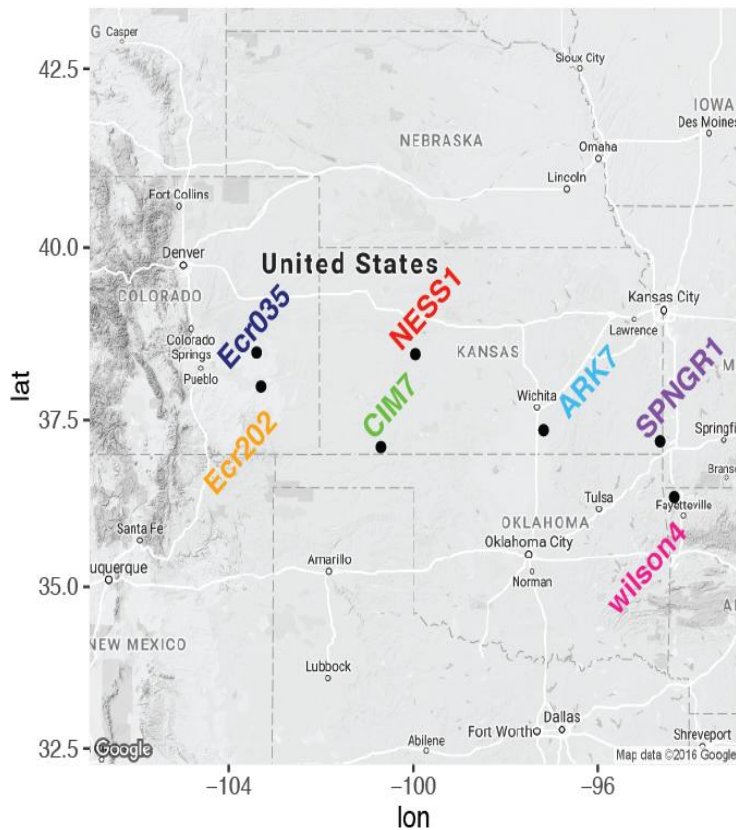 G
Casper
Sioux City
42.5
IOWA
Des Moines
NEBRASKA
Omaha
Lincoln
Fort Collins
40.0
Denver
United States
COLORADO
Ecr035
NESS1
Kansas City
Lawrence
Colorado
Springs
KANSAS
Pueblo
ARK7
M
lat
CIM7
SPNGR1
Wichita
37.5
Springfi
Ecr202
Brans
Tulsa
Fayetteville
Santa Fe
OKLAHOMA
Oklahoma City
wilson4
Amarillo
uquerque
35.0
Norman
A
NEW MEXICO
Lubbock
Dallas
Fort Worth
Shreveport
Abilene
32.5
Google
Map data ©2016 Google
−104
−100
−96
lon